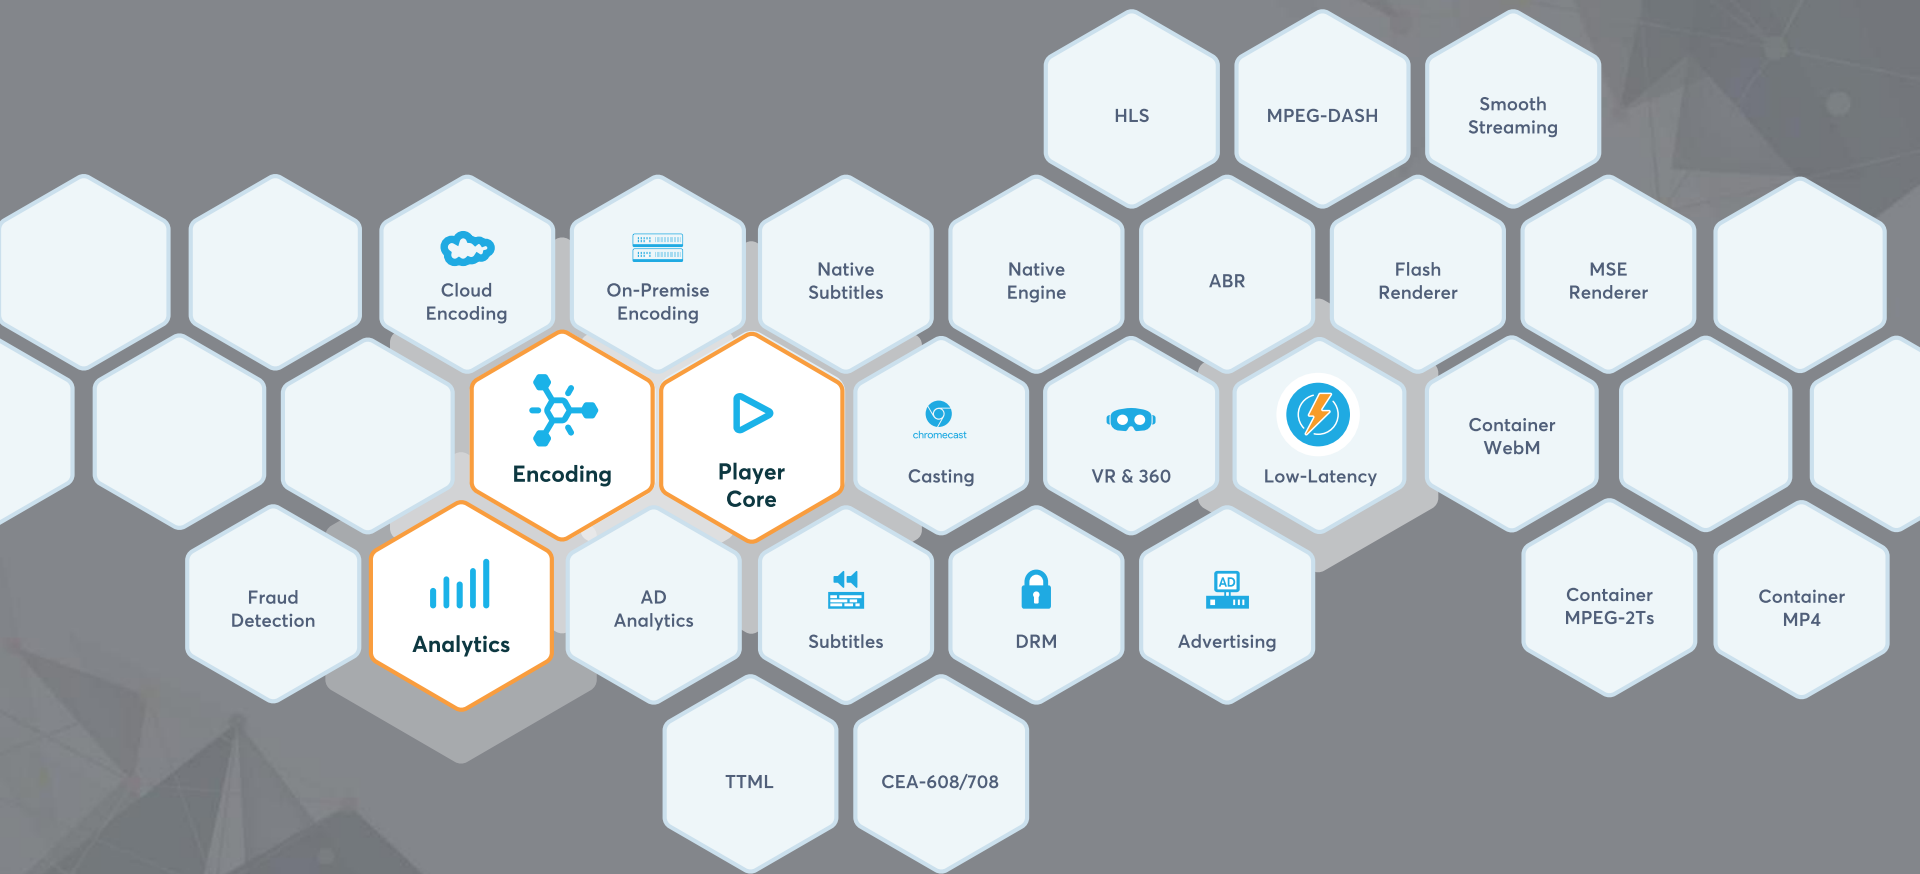 HLS
MPEG-DASH
Smooth
Streaming
Cloud
Encoding
On-Premise
Encoding
Native
Subtitles
Native
Engine
ABR
Flash
Renderer
MSE
Renderer
Encoding
Player
Core
chromecast
Casting
VR & 360
Low-Latency
Container
WebM
Fraud
Detection
Analytics
AD
Analytics
Subtitles
DRM
AD
Advertising
Container
MPEG-2Ts
Container
MP4
TTML
CEA-608/708